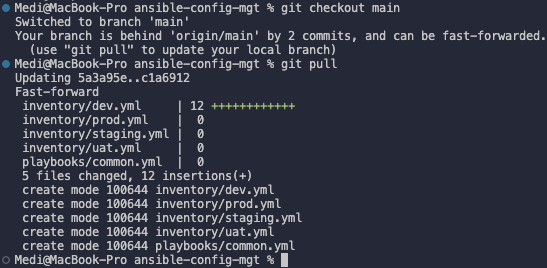 Medi@MacBook-Pro ansible-config-mgt % git checkout main
Switched to branch 'main'
Your branch is behind 'origin/main' by 2 commits, and can be fast-forwarded.
(use "git pull" to update your local branch)
Medi@MacBook-Pro ansible-config-mgt % git pull
Updating 5a3a95e..c1a6912
Fast-forward
inventory/dev.yml     | 12 ++++++++++++
inventory/prod.yml    |  0
inventory/staging.yml |  0
inventory/uat.yml     |  0
playbooks/common.yml  |  0
5 files changed, 12 insertions(+)
create mode 100644 inventory/dev.yml
create mode 100644 inventory/prod.yml
create mode 100644 inventory/staging.yml
create mode 100644 inventory/uat.yml
create mode 100644 playbooks/common.yml
Medi@MacBook-Pro ansible-config-mgt %